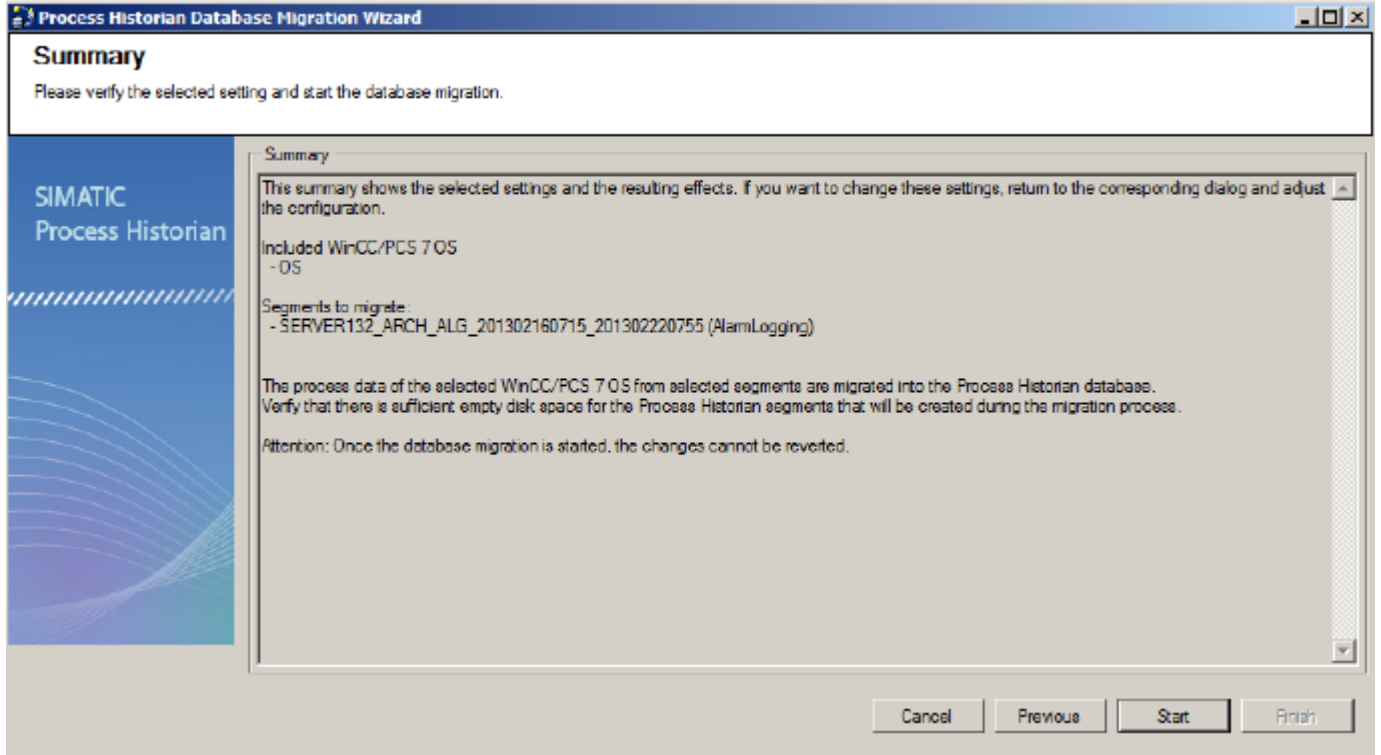 Process Historian Database Migration Wizard
Summary
Please verify the selected setting and start the database migration.
SIMATIC
Process Historian
Summary
This summary shows the selected settings and the resulting effects. If you want to change these settings, return to the corresponding dialog and adjust
the configuration.
Included WinCC/PCS 7 OS
- OS
Segments to migrate:
- SERVER132_ARCH_ALG_201302160715_201302220755 (AlarmLogging)
The process data of the selected WinCC/PCS 7 OS from selected segments are migrated into the Process Historian database.
Verify that there is sufficient empty disk space for the Process Historian segments that will be created during the migration process.
Attention: Once the database migration is started, the changes cannot be reverted.
Cancel
Previous
Start
Finish